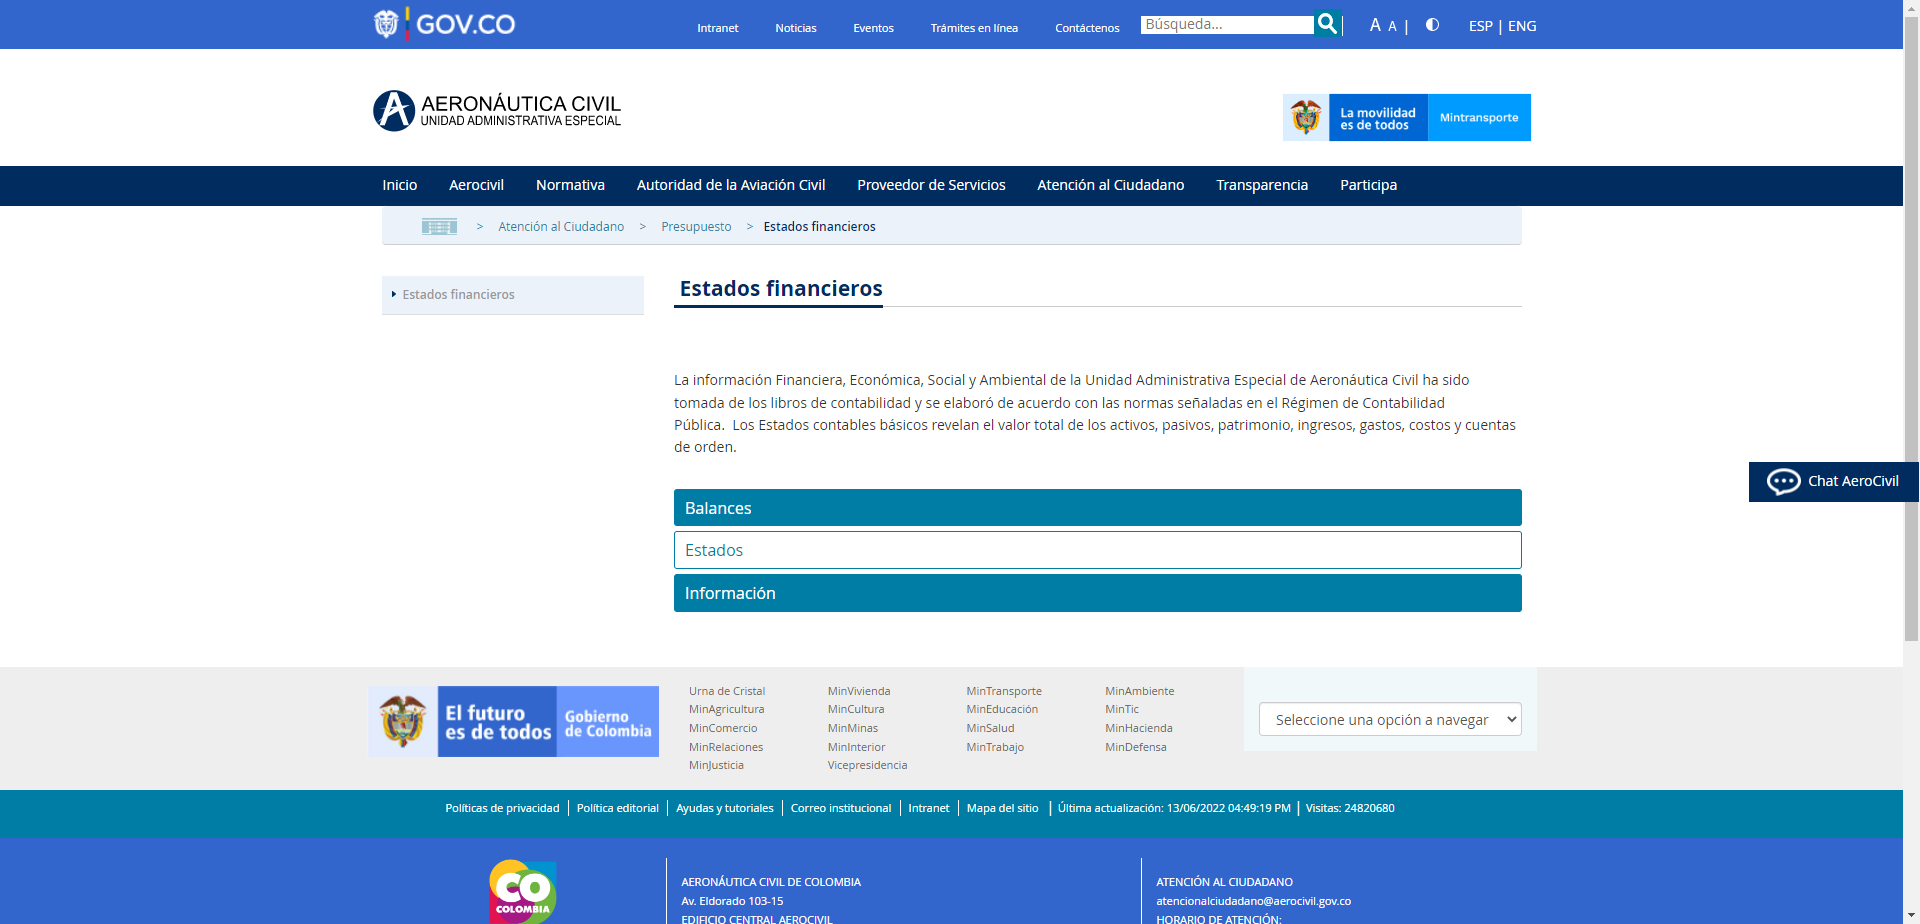 GOV.CO
Intranet
Noticias
Eventos
Trámites en línea
Contáctenos
Búsqueda...
A A |
ESP | ENG
AERONÁUTICA CIVIL
UNIDAD ADMINISTRATIVA ESPECIAL
La movilidad
es de todos
Mintransporte
Inicio
Aerocivil
Normativa
Autoridad de la Aviación Civil
Proveedor de Servicios
Atención al Ciudadano
Transparencia
Participa
> Atención al Ciudadano > Presupuesto > Estados financieros
Estados financieros
Estados financieros
La información Financiera, Económica, Social y Ambiental de la Unidad Administrativa Especial de Aeronáutica Civil ha sido
tomada de los libros de contabilidad y se elaboró de acuerdo con las normas señaladas en el Régimen de Contabilidad
Pública.  Los Estados contables básicos revelan el valor total de los activos, pasivos, patrimonio, ingresos, gastos, costos y cuentas
de orden.
Chat AeroCivil
Balances
Estados
Información
El futuro
es de todos
Gobierno
de Colombia
Urna de Cristal
MinAgricultura
MinComercio
MinRelaciones
MinJusticia
MinVivienda
MinCultura
MinMinas
MinInterior
Vicepresidencia
MinTransporte
MinEducación
MinSalud
MinTrabajo
MinAmbiente
MinTic
MinHacienda
MinDefensa
Seleccione una opción a navegar
Políticas de privacidad | Política editorial | Ayudas y tutoriales | Correo institucional | Intranet | Mapa del sitio | Última actualización: 13/06/2022 04:49:19 PM | Visitas: 24820680
CO
COLOMBIA
AERONÁUTICA CIVIL DE COLOMBIA
Av. Eldorado 103-15
EDIFICIO CENTRAL AEROCIVIL
ATENCIÓN AL CIUDADANO
atencionalciudadano@aerocivil.gov.co
HORARIO DE ATENCIÓN: